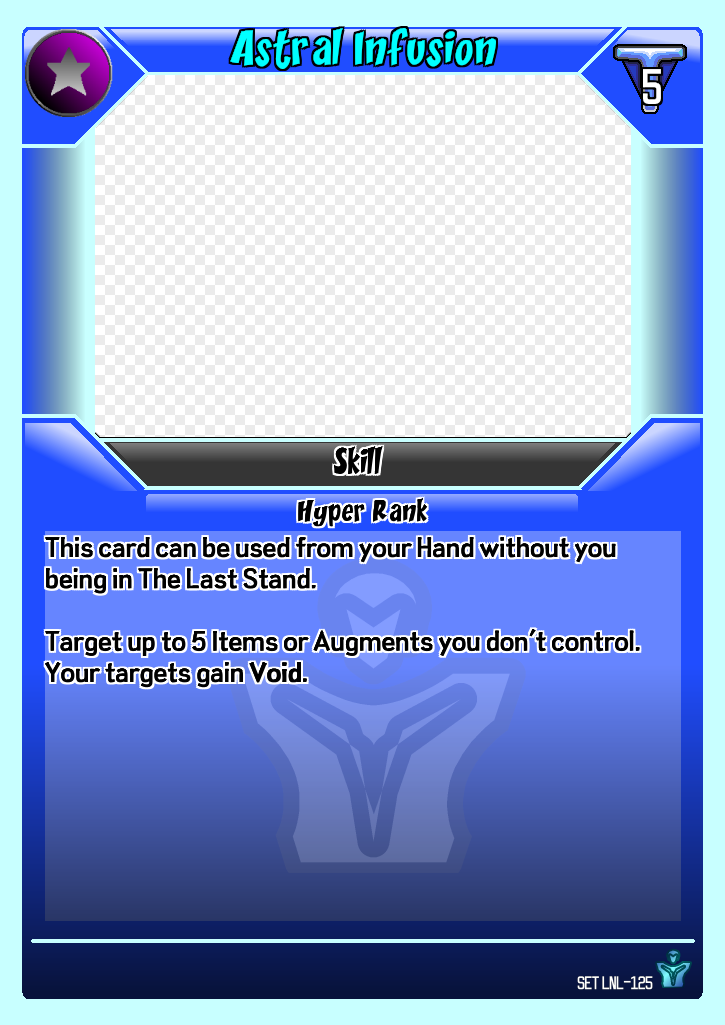 Astral Infusion
5
Skill
Hyper Rank
This card can be used from your Hand without you
being in The Last Stand.
Target up to 5 Items or Augments you don't control.
Your targets gain Void.
SET LNL-125